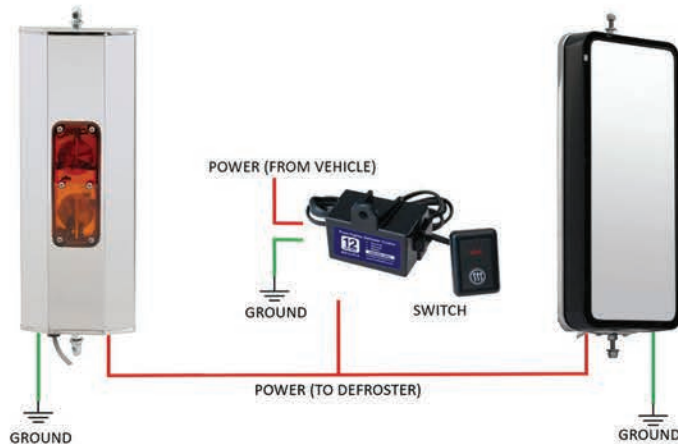 POWER (FROM VEHICLE)
12
GROUND
SWITCH
POWER (TO DEFROSTER)
GROUND
GROUND